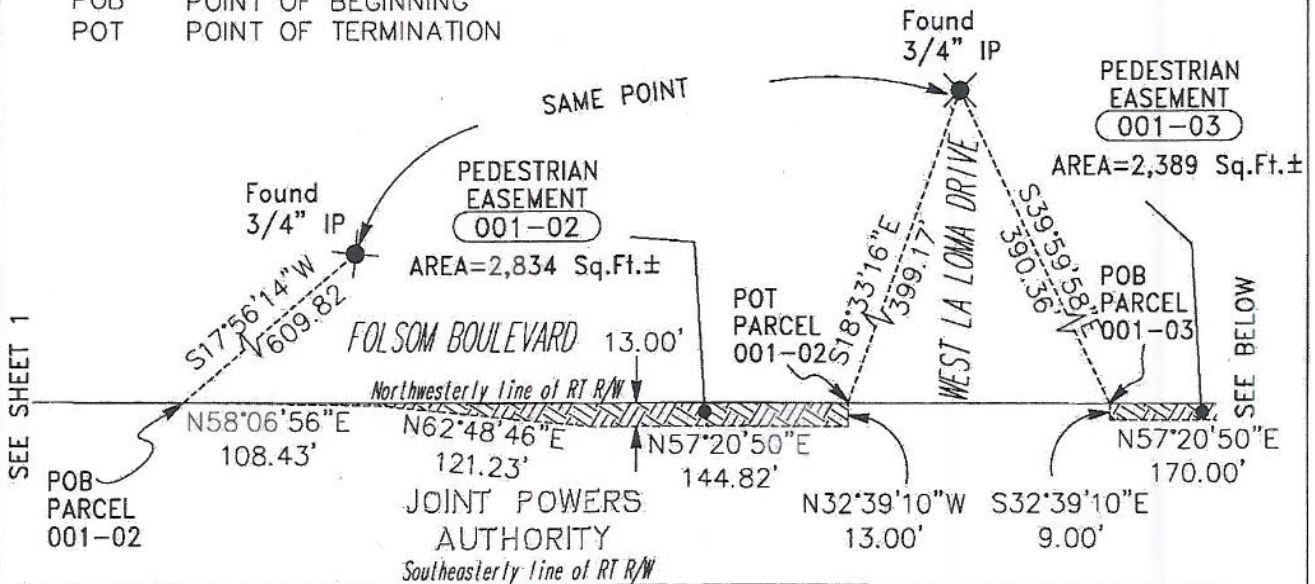 POB POINT OF BEGINNING
POT POINT OF TERMINATION
Found
3/4" IP
SAME POINT
PEDESTRIAN
EASEMENT
001-03
AREA=2,389 Sq.Ft.±
PEDESTRIAN
EASEMENT
001-02
AREA=2,834 Sq.Ft.±
Found
3/4" IP
S17°56'14"W
609.82
FOLSOM BOULEVARD
13.00'
POT
PARCEL
001-02
S18°33'16"E
399.17'
WEST LA LOMA DRIVE
S39°59'58"E
390.36'
POB
PARCEL
001-03
SEE BELOW
SEE SHEET 1
Northwesterly line of RT R/W
N58°06'56"E
108.43'
N62°48'46"E
121.23'
N57°20'50"E
144.82'
N57°20'50"E
170.00'
POB
PARCEL
001-02
JOINT POWERS
AUTHORITY
N32°39'10"W
13.00'
S32°39'10"E
9.00'
Southeasterly line of RT R/W